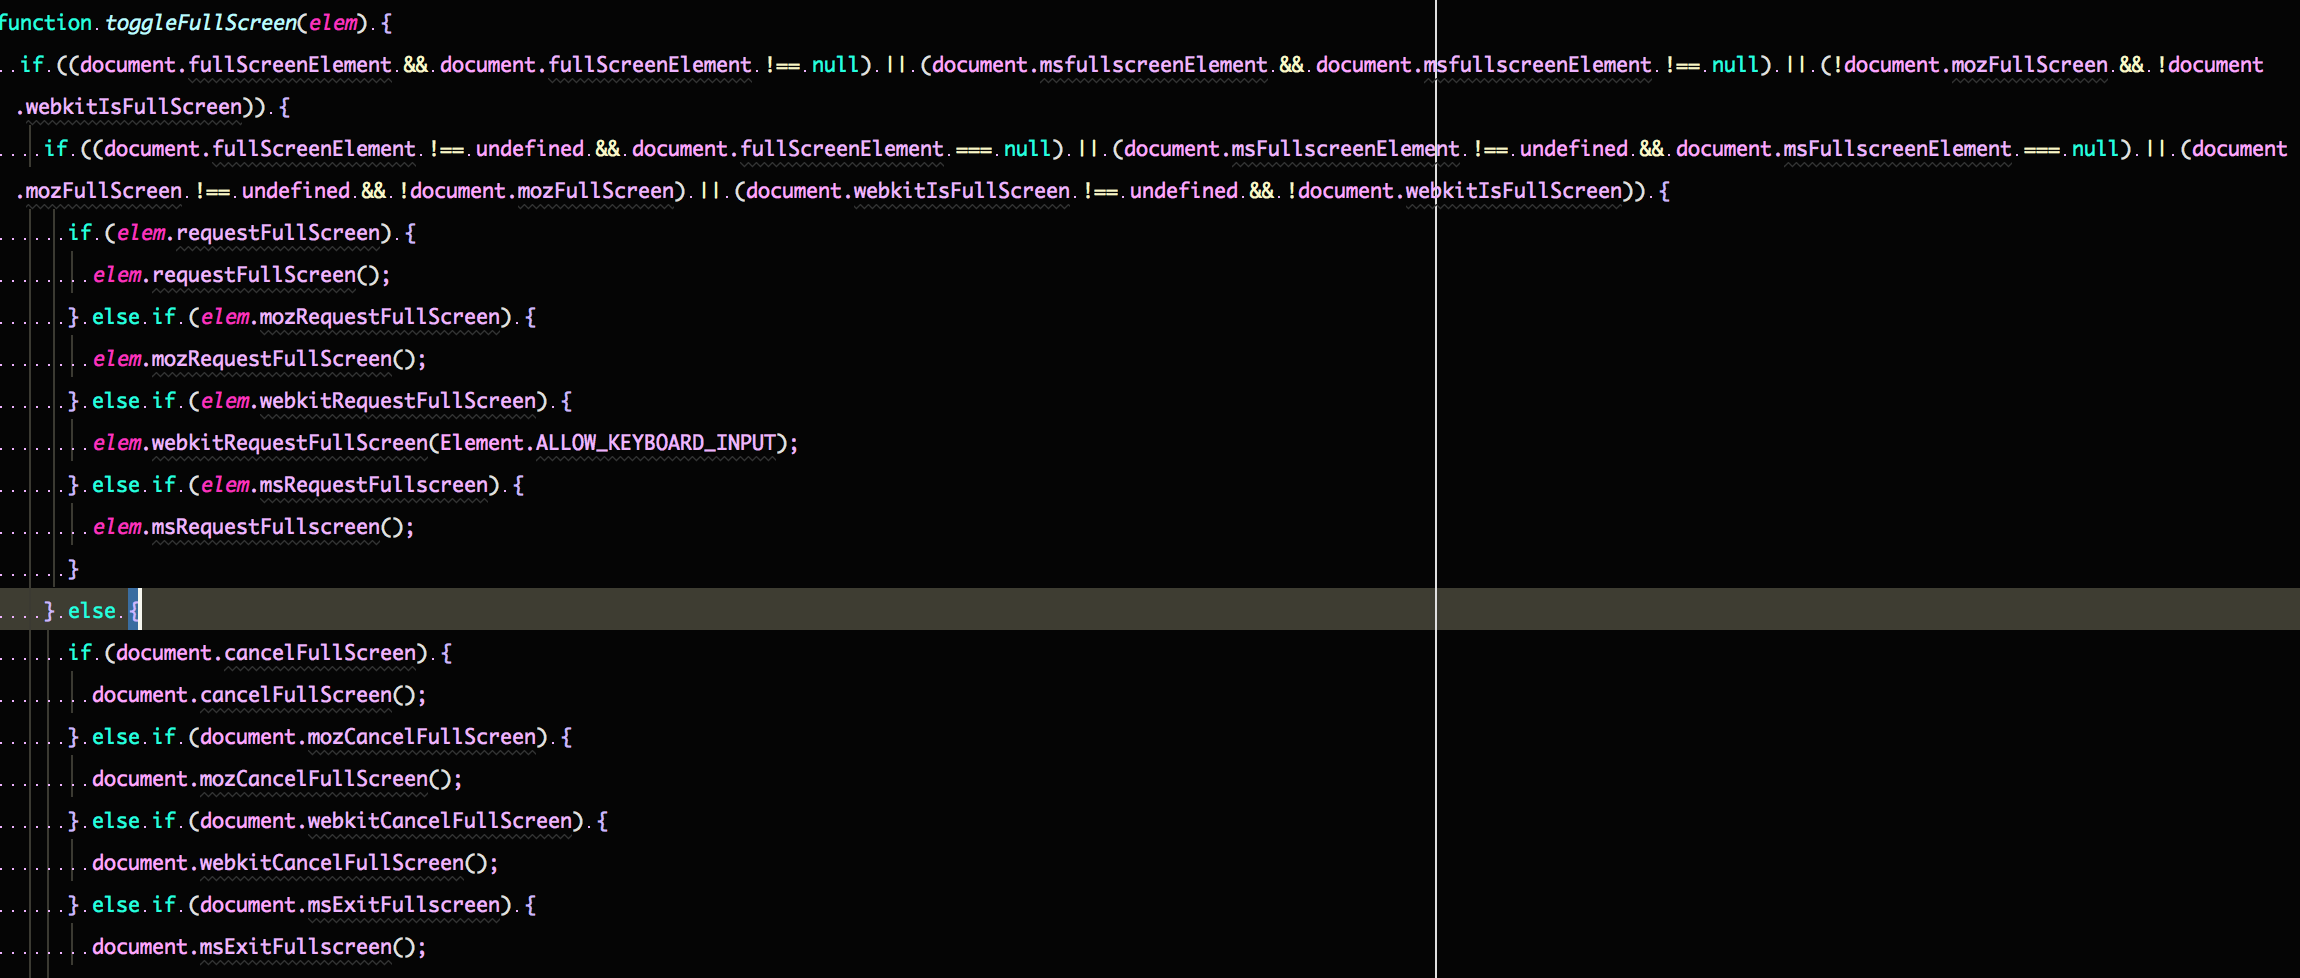 function toggleFullScreen(elem) {
if ((document.fullScreenElement && document.fullScreenElement !== null) || (document.msfullscreenElement && document.msfullscreenElement !== null) || (!document.mozFullScreen && !document
.webkitIsFullScreen)) {
if ((document.fullScreenElement !== undefined && document.fullScreenElement === null) || (document.msFullscreenElement !== undefined && document.msFullscreenElement === null) || (document
.mozFullScreen !== undefined && !document.mozFullScreen) || (document.webkitIsFullScreen !== undefined && !document.webkitIsFullScreen)) {
if (elem.requestFullScreen) {
elem.requestFullScreen();
} else if (elem.mozRequestFullScreen) {
elem.mozRequestFullScreen();
} else if (elem.webkitRequestFullScreen) {
elem.webkitRequestFullScreen(Element.ALLOW_KEYBOARD_INPUT);
} else if (elem.msRequestFullscreen) {
elem.msRequestFullscreen();
}
} else {
if (document.cancelFullScreen) {
document.cancelFullScreen();
} else if (document.mozCancelFullScreen) {
document.mozCancelFullScreen();
} else if (document.webkitCancelFullScreen) {
document.webkitCancelFullScreen();
} else if (document.msExitFullscreen) {
document.msExitFullscreen();